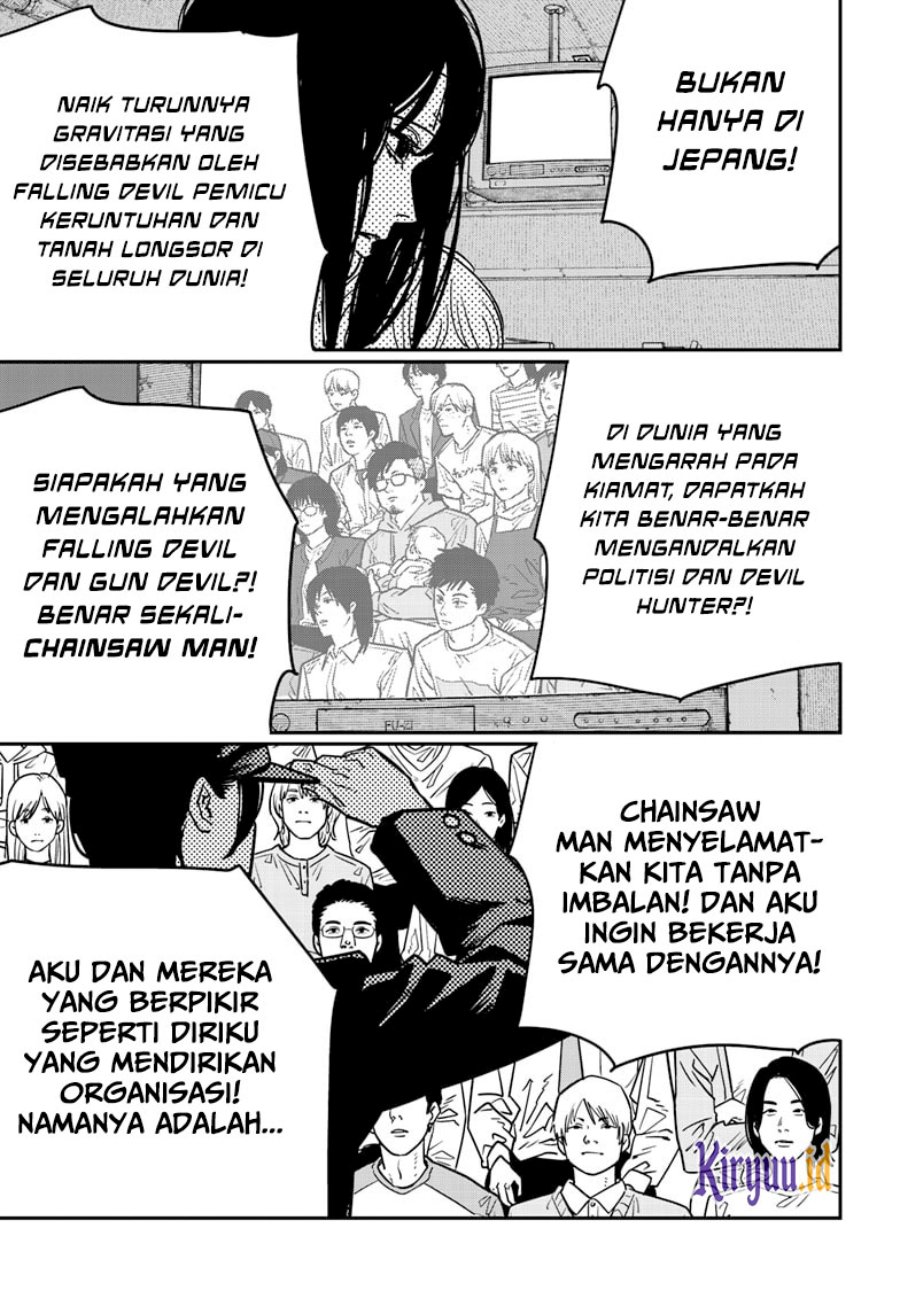 BUKAN
HANYA DI
JEPANG!
NAIK TURUNNYA
GRAVITASI YANG
DISEBABKAN OLEH
FALLING DEVIL PEMICU
KERUNTUHAN DAN
TANAH LONGSOR DI
SELURUH DUNIA!
DI DUNIA YANG
MENGARAH PADA
KIAMAT, DAPATKAH
KITA BENAR-BENAR
MENGANDALKAN
POLITISI DAN DEVIL
HUNTER?!
SIAPAKAH YANG
MENGALAHKAN
FALLING DEVIL
DAN GUN DEVIL?!
BENAR SEKALI-
CHAINSAW MAN!
CHAINSAW
MAN MENYELAMAT-
KAN KITA TANPA
IMBALAN! DAN AKU
INGIN BEKERJA
SAMA DENGANNYA!
AKU DAN MEREKA
YANG BERPIKIR
SEPERTI DIRIKU
YANG MENDIRIKAN
ORGANISASI!
NAMANYA ADALAH...
Kiryuu.id